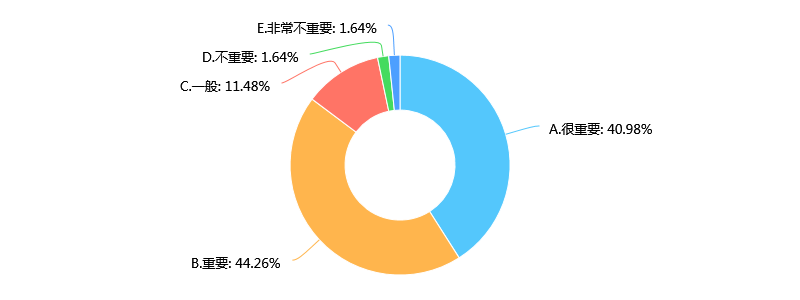 E.非常不重要: 1.64%
D.不重要: 1.64%
C.一般: 11.48%
A.很重要: 40.98%
B.重要: 44.26%